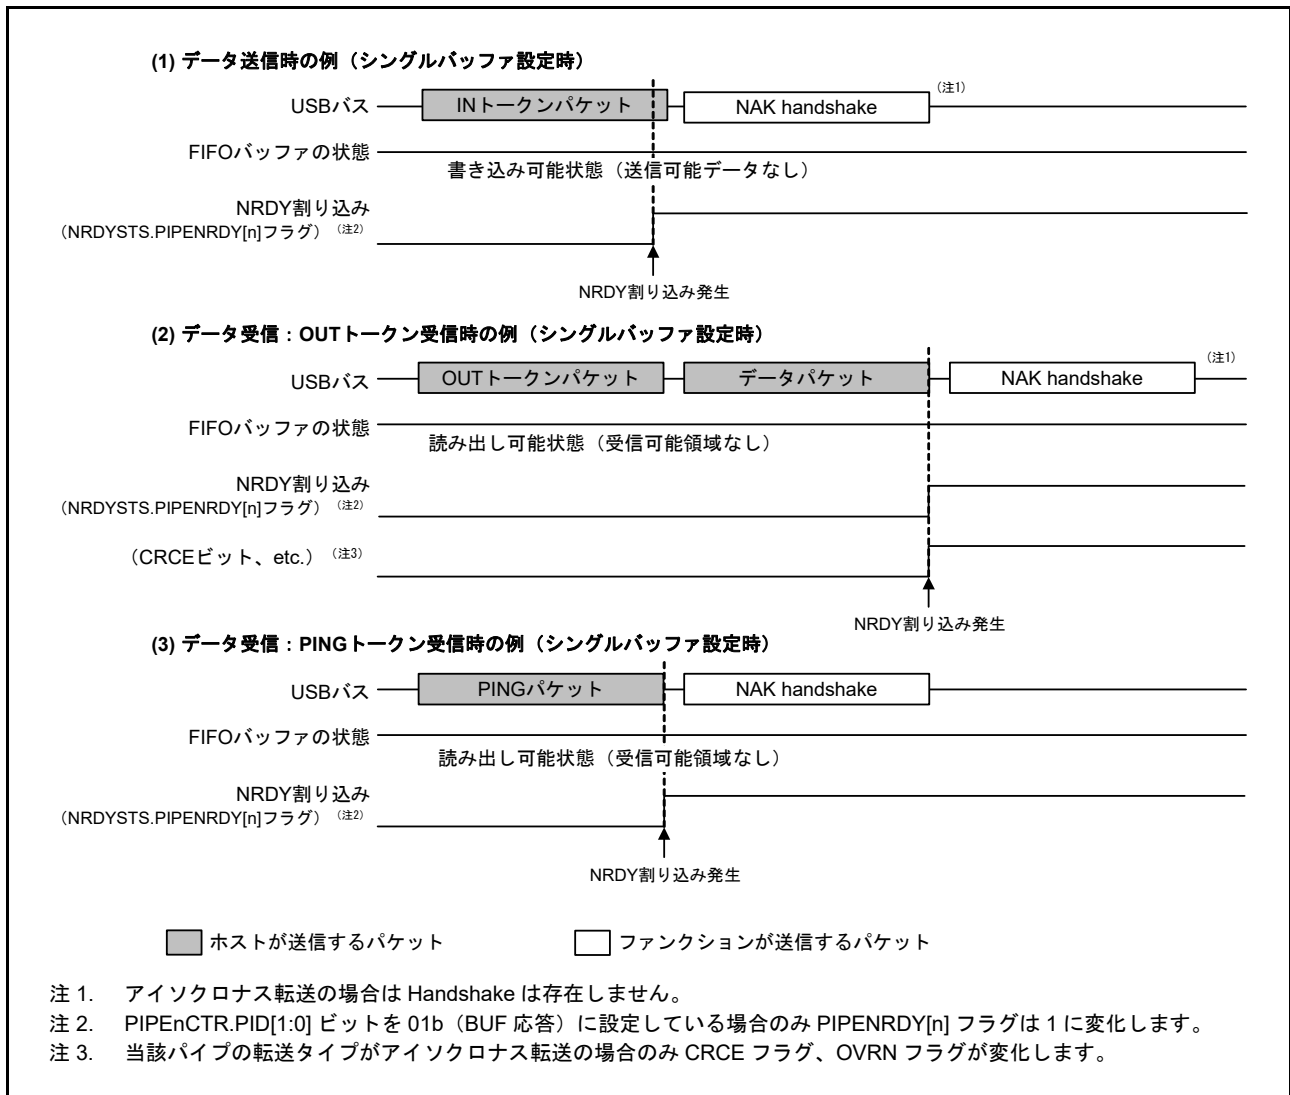 (1) データ送信時の例（シングルバッファ設定時）
USBバス
INトークンパケット
NAK handshake
（注1）
FIFOバッファの状態
書き込み可能状態（送信可能データなし）
NRDY割り込み
（NRDYSTS.PIPENRDY[n]フラグ）（注2）
NRDY割り込み発生
(2) データ受信：OUTトークン受信時の例（シングルバッファ設定時）
USBバス
OUTトークンパケット
データパケット
NAK handshake
（注1）
FIFOバッファの状態
読み出し可能状態（受信可能領域なし）
NRDY割り込み
（NRDYSTS.PIPENRDY[n]フラグ）（注2）
（CRCEビット、etc.）（注3）
NRDY割り込み発生
(3) データ受信：PINGトークン受信時の例（シングルバッファ設定時）
USBバス
PINGパケット
NAK handshake
FIFOバッファの状態
読み出し可能状態（受信可能領域なし）
NRDY割り込み
（NRDYSTS.PIPENRDY[n]フラグ）（注2）
NRDY割り込み発生
ホストが送信するパケット
ファンクションが送信するパケット
注 1. アイソクロナス転送の場合は Handshake は存在しません。
注 2. PIPEnCTR.PID[1:0] ビットを 01b（BUF 応答）に設定している場合のみ PIPENRDY[n] フラグは 1 に変化します。
注 3. 当該パイプの転送タイプがアイソクロナス転送の場合のみ CRCE フラグ、OVRN フラグが変化します。